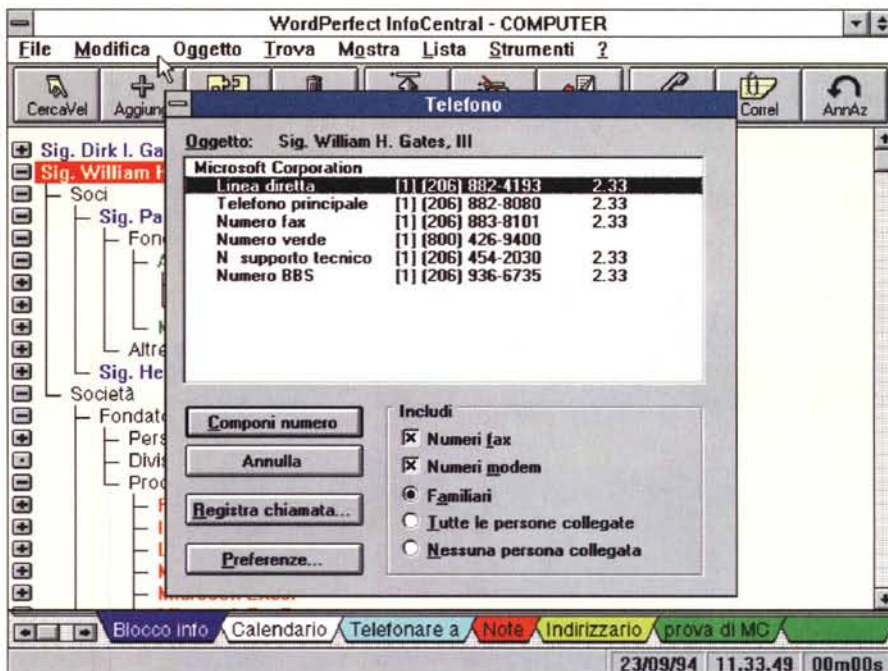 WordPerfect InfoCentral - COMPUTER
File Modifica Oggetto Trova Mostra Lista Strumenti ?
CercaVel Aggiung Correl AnnAz
Telefono
Oggetto: Sig. William H. Gates, III
Microsoft Corporation
Linea diretta [1] (206) 882-4193 2.33
Telefono principale [1] (206) 882-8080 2.33
Numero fax [1] (206) 883-8101 2.33
Numero verde [1] (800) 426-9400
N supporto tecnico [1] (206) 454-2030 2.33
Numero BBS [1] (206) 936-6735 2.33
Componi numero
Annulla
Registra chiamata...
Preferenze...
Includi
Numeri fax
Numeri modem
Familiari
Tutte le persone collegate
Nessuna persona collegata
Sig. Dirk I. Ga
Sig. William H
Soci
Sig. Pa
Fon
Altre
Sig. He
Società
Fondato
Pers
Divis
Prod
Blocco info Calendario Telefonare a Note Indirizzario prova di MC
23/09/94 11.33.49 00m00s